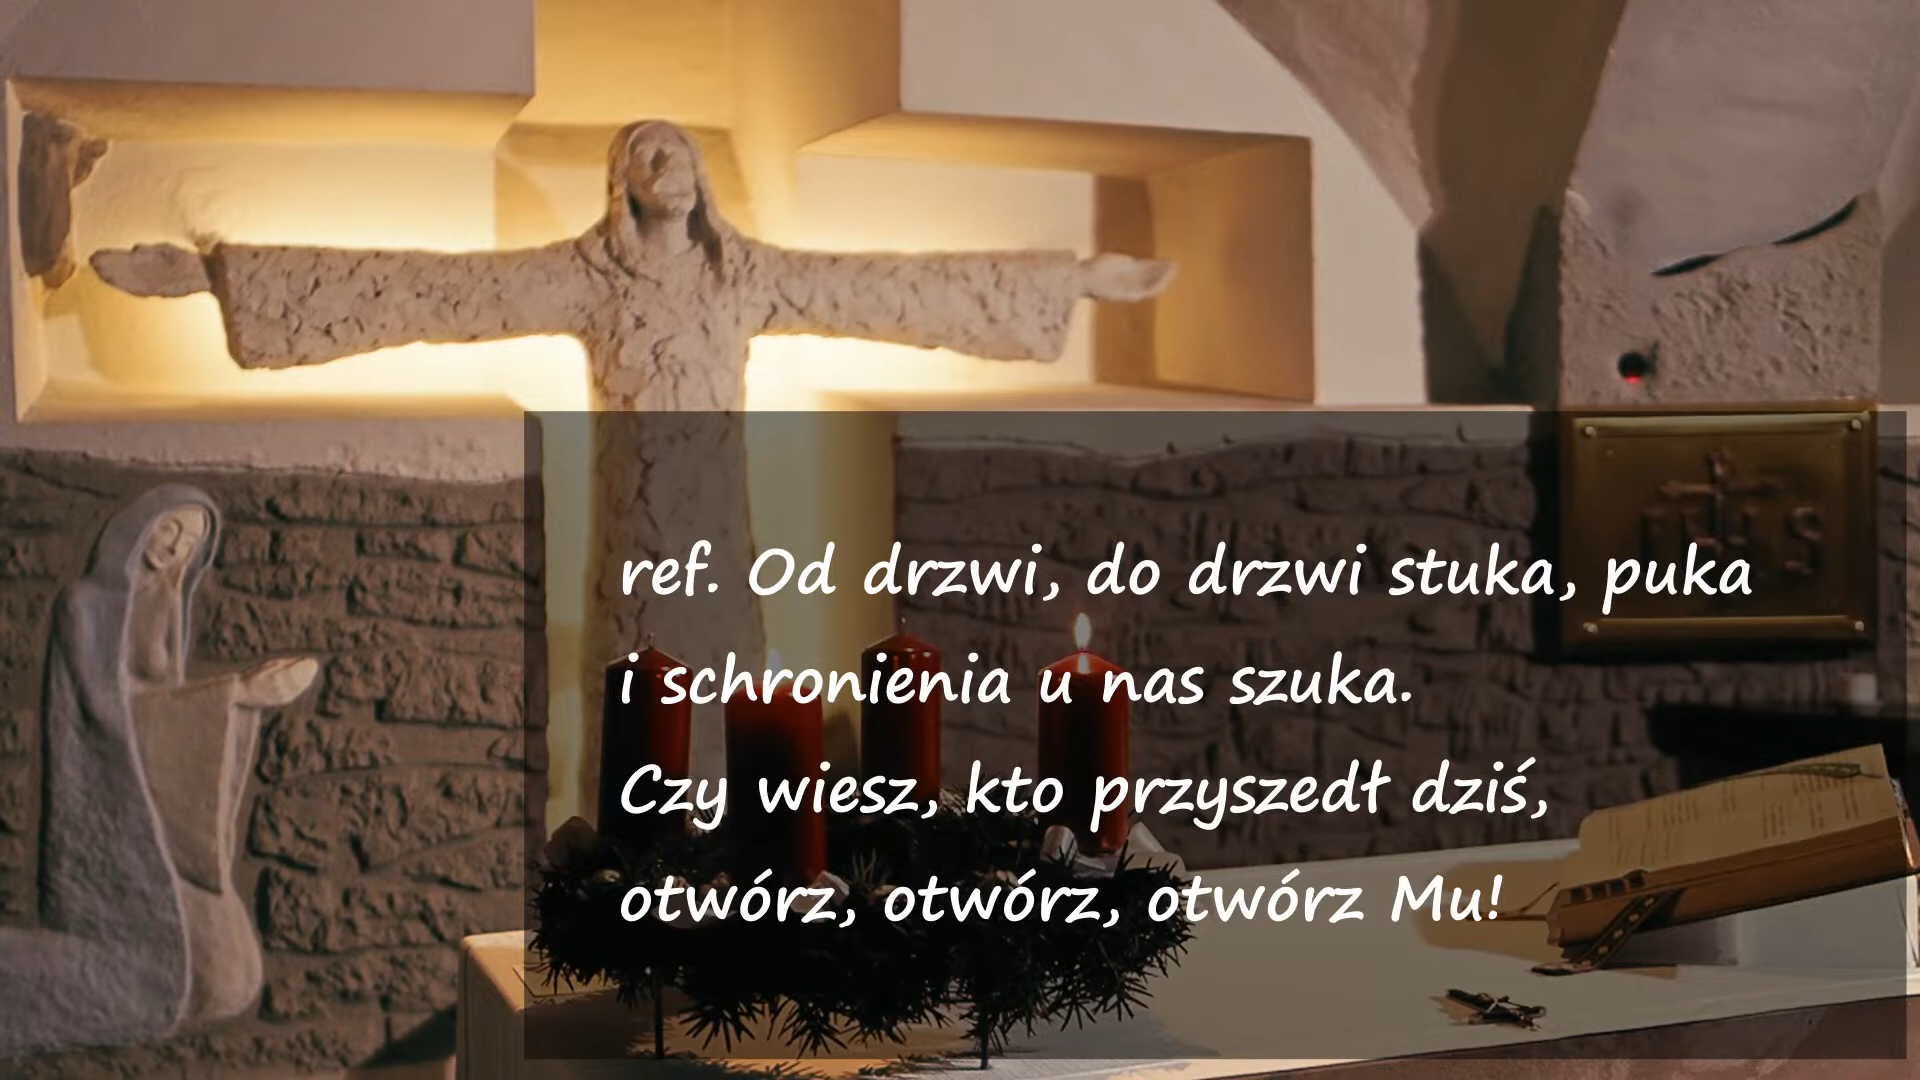 IHS
ref. Od drzwi, do drzwi stuka, puka
i schronienia u nas szuka.
Czy wiesz, kto przyszedł dziś,
otwórz, otwórz, otwórz Mu!